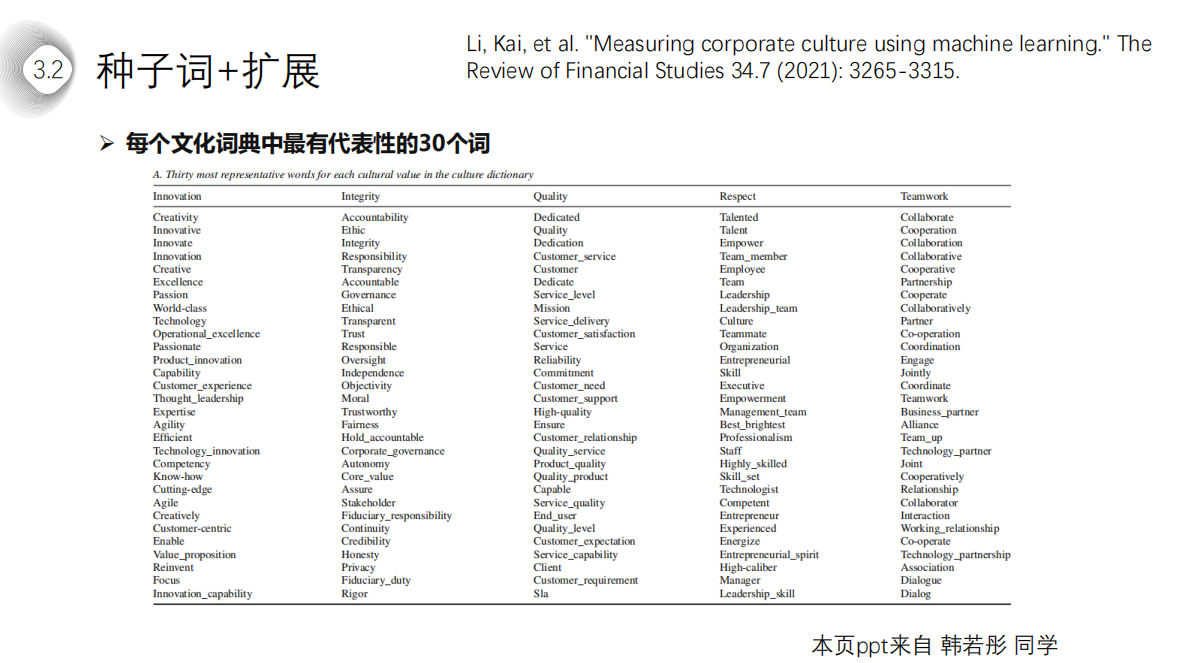 3.2
种子词+扩展
Li, Kai, et al. "Measuring corporate culture using machine learning." The
Review of Financial Studies 34.7 (2021): 3265-3315.
➢ 每个文化词典中最有代表性的30个词
A. Thirty most representative words for each cultural value in the culture dictionary
Innovation Integrity Quality Respect Teamwork
Creativity Accountability Dedicated Talented Collaborate
Innovative Ethic Quality Talent Cooperation
Innovate Integrity Dedication Empower Collaboration
Innovation Responsibility Customer_service Team_member Collaborative
Creative Transparency Customer Employee Cooperative
Excellence Accountable Dedicate Team Partnership
Passion Governance Service_level Leadership Cooperate
World-class Ethical Mission Leadership_team Collaboratively
Technology Transparent Service_delivery Culture Partner
Operational_excellence Trust Customer_satisfaction Teammate Co-operation
Passionate Responsible Service Organization Coordination
Product_innovation Oversight Reliability Entrepreneurial Engage
Capability Independence Commitment Skill Jointly
Customer_experience Objectivity Customer_need Executive Coordinate
Thought_leadership Moral Customer_support Empowerment Teamwork
Expertise Trustworthy High-quality Management_team Business_partner
Agility Fairness Ensure Best_brightest Alliance
Efficient Hold_accountable Customer_relationship Professionalism Team_up
Technology_innovation Corporate_governance Quality_service Staff Technology_partner
Competency Autonomy Product_quality Highly_skilled Joint
Know-how Core_value Quality_product Skill_set Cooperatively
Cutting-edge Assure Capable Technologist Relationship
Agile Stakeholder Service_quality Competent Collaborator
Creatively Fiduciary_responsibility End_user Entrepreneur Interaction
Customer-centric Continuity Quality_level Experienced Working_relationship
Enable Credibility Customer_expectation Energize Co-operate
Value_proposition Honesty Service_capability Entrepreneurial_spirit Technology_partnership
Reinvent Privacy Client High-caliber Association
Focus Fiduciary_duty Customer_requirement Manager Dialogue
Innovation_capability Rigor Sla Leadership_skill Dialog
本页ppt来自 韩若彤 同学